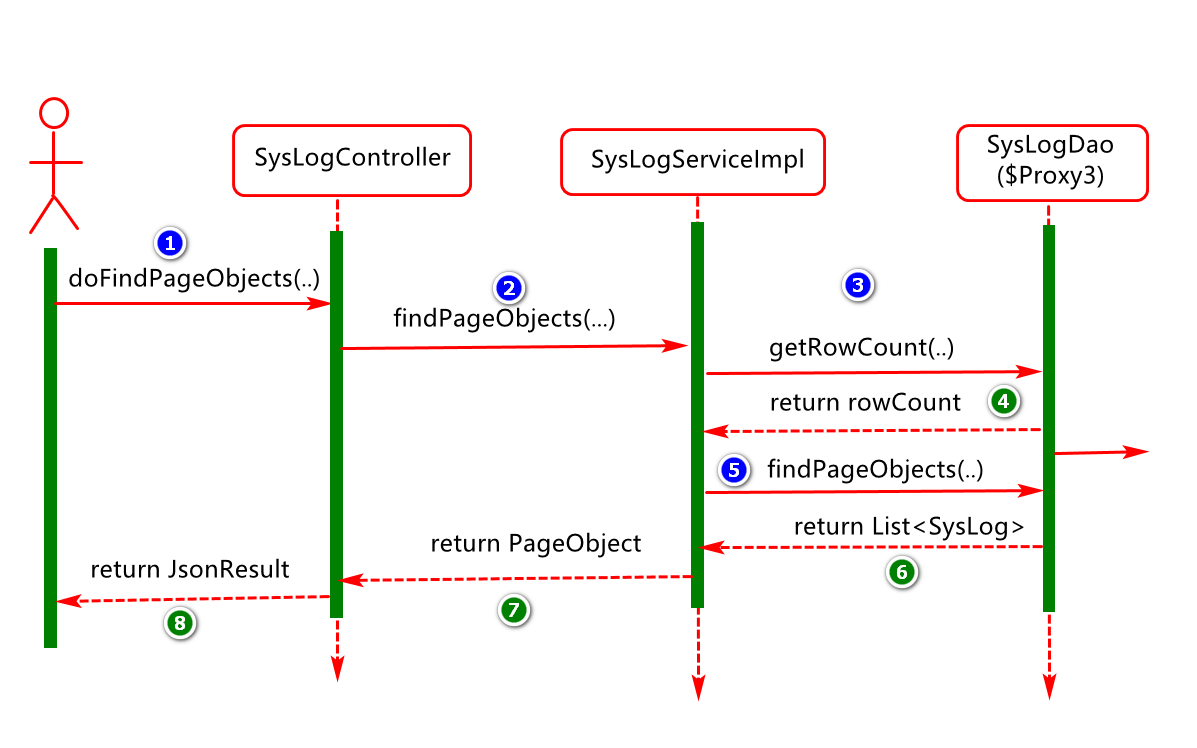 SysLogController
SysLogServiceImpl
SysLogDao
($Proxy3)
1
doFindPageObjects(..)
2
findPageObjects(...)
3
getRowCount(..)
return rowCount
4
5
findPageObjects(..)
return List<SysLog>
6
return PageObject
7
return JsonResult
8